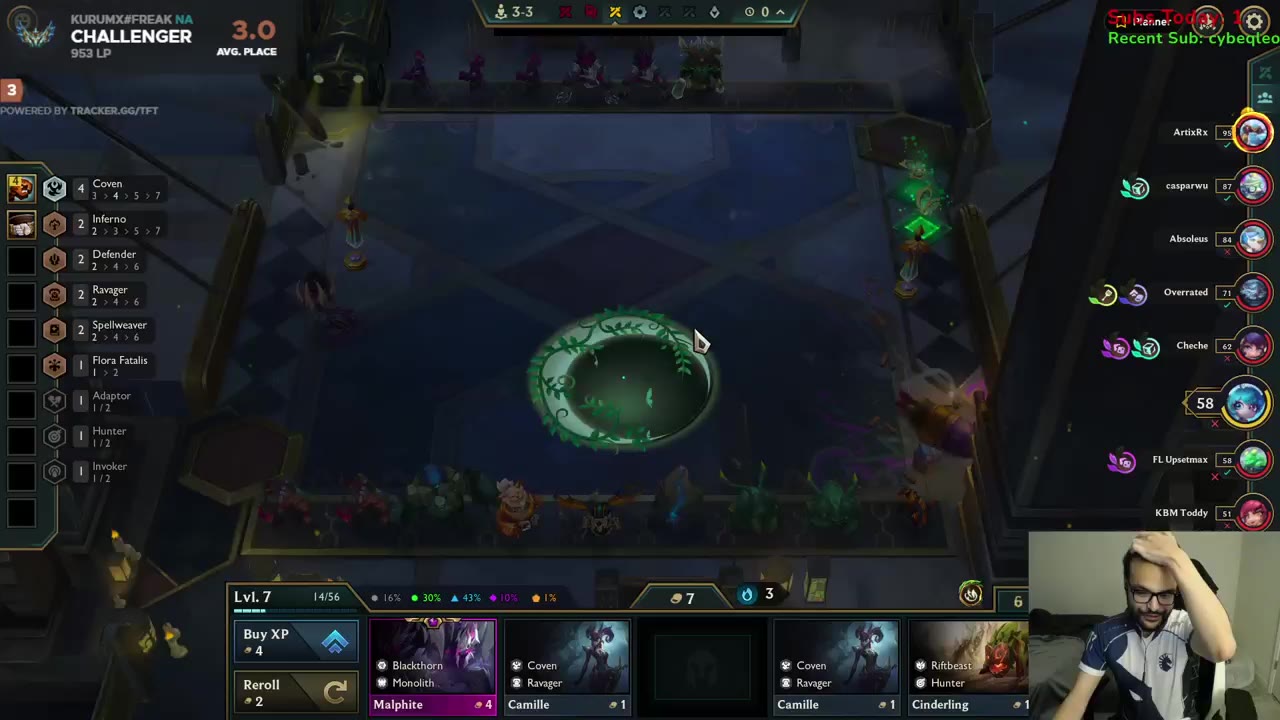 KURUMX#FREAK NA
CHALLENGER
953 LP
3.0
AVG. PLACE
3
POWERED BY TRACKER.GG/TFT
3-3
0
Subs Today: 1
Planner
Recent Sub: cybeqleo
4 Coven
3 > 4 > 5 > 7
2 Inferno
2 > 3 > 5 > 7
2 Defender
2 > 4 > 6
2 Ravager
2 > 4 > 6
2 Spellweaver
2 > 4 > 6
1 Flora Fatalis
1 > 2
1 Adaptor
1 / 2
1 Hunter
1 / 2
1 Invoker
1 / 2
ArtixRx 95
casparwu 87
Absoleus 84
Overrated 71
Cheche 62
58
FL Upsetmax 58
KBM Toddy 51
Lvl. 7 14/56
16% 30% 43% 10% 1%
7
3
6
Buy XP
4
Reroll
2
Blackthorn
Monolith
Malphite 4
Coven
Ravager
Camille 1
Coven
Ravager
Camille 1
Riftbeast
Hunter
Cinderling 1